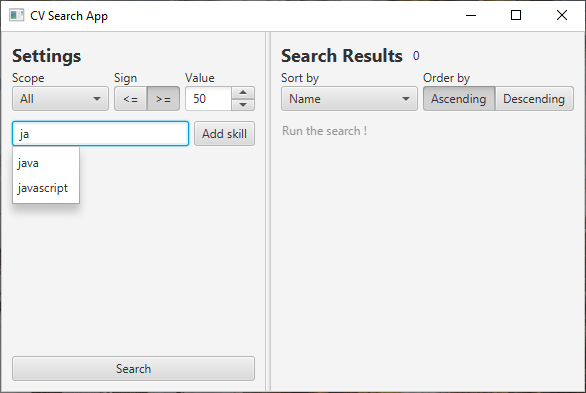 CV Search App
Settings
Scope Sign Value
All <= >= 50
ja Add skill
java
javascript
Search
Search Results 0
Sort by Order by
Name Ascending Descending
Run the search !